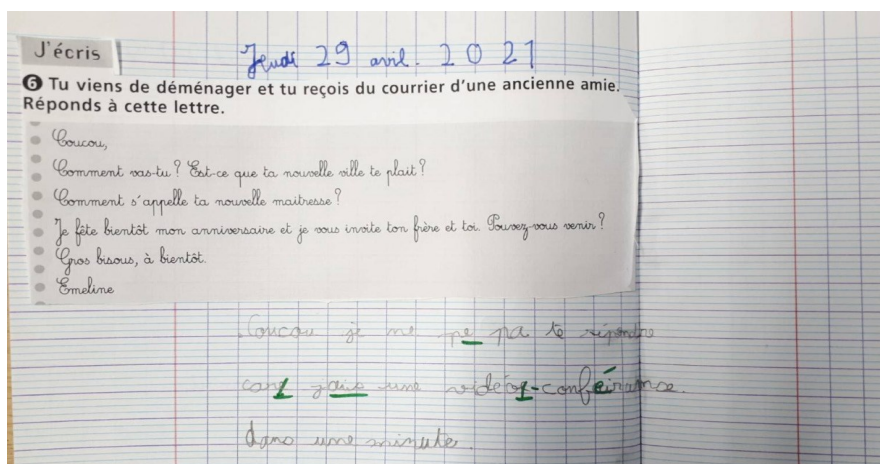 J'écris
Jeudi 29 avril. 2021
❻ Tu viens de déménager et tu reçois du courrier d'une ancienne amie.
Réponds à cette lettre.
Coucou,
Comment vas-tu ? Est-ce que ta nouvelle ville te plait ?
Comment s'appelle ta nouvelle maitresse ?
Je fête bientôt mon anniversaire et je vous invite ton frère et toi. Pouvez-vous venir ?
Gros bisous, à bientôt.
Emeline
Coucou je ne pe pa te répondre
car jais une vidéo-conféirance.
dans une minute.